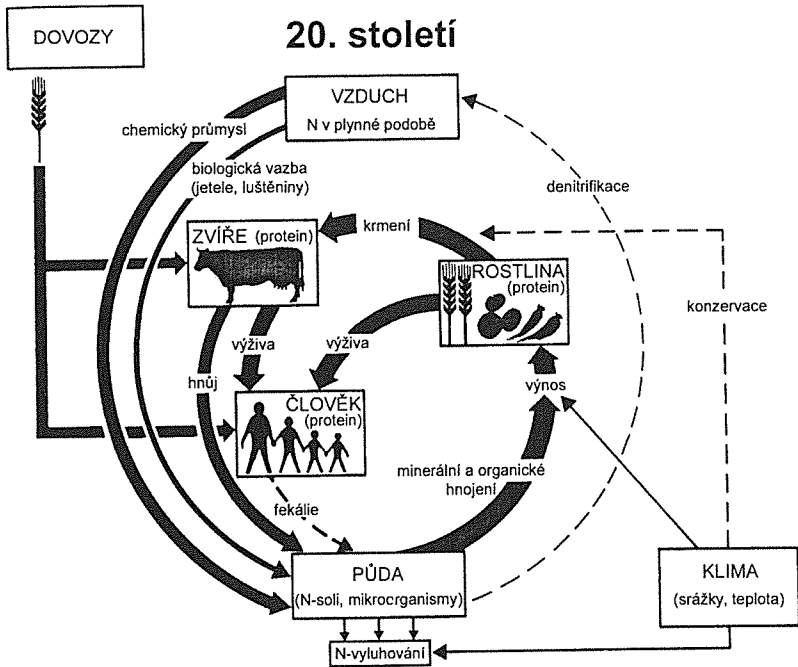 DOVOZY
20. století
VZDUCH
N v plynné podobě
chemický průmysl
biologická vazba
(jetele, luštěniny)
denitrifikace
ZVÍŘE (protein)
krmení
ROSTLINA
(protein)
konzervace
výživa
výživa
hnůj
výnos
ČLOVĚK
(protein)
minerální a organické
hnojení
fekálie
PŮDA
(N-soli, mikroorganismy)
KLIMA
(srážky, teplota)
N-vyluhování